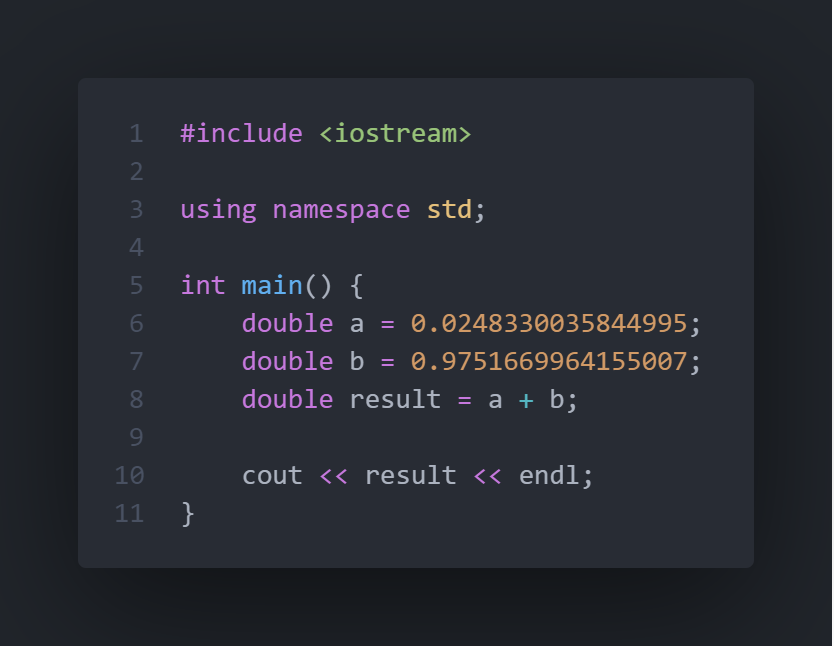 1 #include <iostream>
2
3 using namespace std;
4
5 int main() {
6     double a = 0.0248330035844995;
7     double b = 0.9751669964155007;
8     double result = a + b;
9
10     cout << result << endl;
11 }